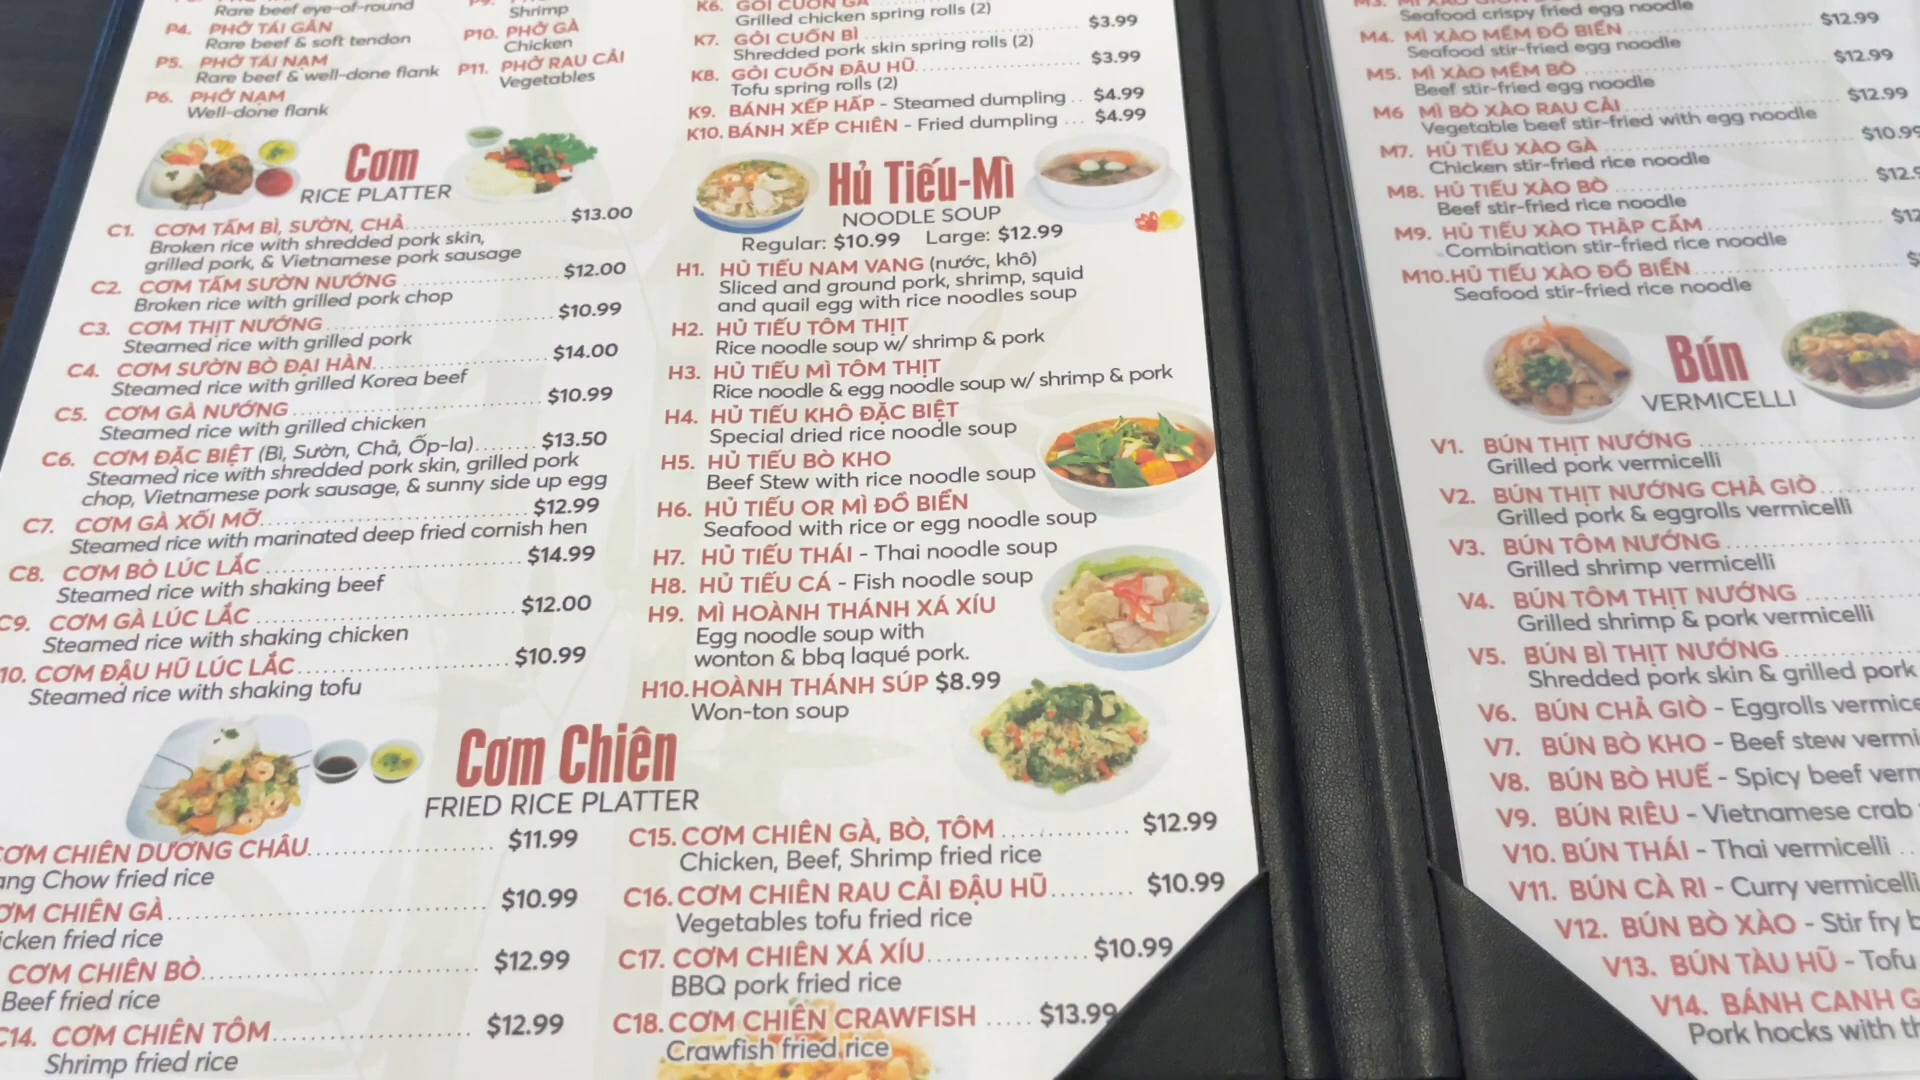 Rare beef eye-of-round
P4. PHỞ TÁI GÂN
Rare beef & soft tendon
P5. PHỞ TÁI NẠM
Rare beef & well-done flank
P6. PHỞ NẠM
Well-done flank
Shrimp
P10. PHỞ GÀ
Chicken
P11. PHỞ RAU CẢI
Vegetables
K6. GỎI CUỐN GÀ
Grilled chicken spring rolls (2)
K7. GỎI CUỐN BÌ ........ $3.99
Shredded pork skin spring rolls (2)
K8. GỎI CUỐN ĐẬU HŨ ........ $3.99
Tofu spring rolls (2)
K9. BÁNH XẾP HẤP - Steamed dumpling .. $4.99
K10. BÁNH XẾP CHIÊN - Fried dumpling ... $4.99
Cơm
RICE PLATTER
C1. CƠM TẤM BÌ, SƯỜN, CHẢ ........ $13.00
Broken rice with shredded pork skin,
grilled pork, & Vietnamese pork sausage
C2. CƠM TẤM SƯỜN NƯỚNG ........ $12.00
Broken rice with grilled pork chop
C3. CƠM THỊT NƯỚNG ........ $10.99
Steamed rice with grilled pork
C4. CƠM SƯỜN BÒ ĐẠI HÀN ........ $14.00
Steamed rice with grilled Korea beef
C5. CƠM GÀ NƯỚNG ........ $10.99
Steamed rice with grilled chicken
C6. CƠM ĐẶC BIỆT (Bì, Sườn, Chả, Ốp-la) ........ $13.50
Steamed rice with shredded pork skin, grilled pork
chop, Vietnamese pork sausage, & sunny side up egg
C7. CƠM GÀ XỐI MỠ ........ $12.99
Steamed rice with marinated deep fried cornish hen
C8. CƠM BÒ LÚC LẮC ........ $14.99
Steamed rice with shaking beef
C9. CƠM GÀ LÚC LẮC ........ $12.00
Steamed rice with shaking chicken
10. CƠM ĐẬU HŨ LÚC LẮC ........ $10.99
Steamed rice with shaking tofu
Hủ Tiếu-Mì
NOODLE SOUP
Regular: $10.99 Large: $12.99
H1. HỦ TIẾU NAM VANG (nước, khô)
Sliced and ground pork, shrimp, squid
and quail egg with rice noodles soup
H2. HỦ TIẾU TÔM THỊT
Rice noodle soup w/ shrimp & pork
H3. HỦ TIẾU MÌ TÔM THỊT
Rice noodle & egg noodle soup w/ shrimp & pork
H4. HỦ TIẾU KHÔ ĐẶC BIỆT
Special dried rice noodle soup
H5. HỦ TIẾU BÒ KHO
Beef Stew with rice noodle soup
H6. HỦ TIẾU OR MÌ ĐỒ BIỂN
Seafood with rice or egg noodle soup
H7. HỦ TIẾU THÁI - Thai noodle soup
H8. HỦ TIẾU CÁ - Fish noodle soup
H9. MÌ HOÀNH THÁNH XÁ XÍU
Egg noodle soup with
wonton & bbq laqué pork.
H10. HOÀNH THÁNH SÚP $8.99
Won-ton soup
Cơm Chiên
FRIED RICE PLATTER
CƠM CHIÊN DƯƠNG CHÂU ........ $11.99
ang Chow fried rice
ƠM CHIÊN GÀ ........ $10.99
icken fried rice
CƠM CHIÊN BÒ ........ $12.99
Beef fried rice
C14. CƠM CHIÊN TÔM ........ $12.99
Shrimp fried rice
C15. CƠM CHIÊN GÀ, BÒ, TÔM ........ $12.99
Chicken, Beef, Shrimp fried rice
C16. CƠM CHIÊN RAU CẢI ĐẬU HŨ ........ $10.99
Vegetables tofu fried rice
C17. CƠM CHIÊN XÁ XÍU ........ $10.99
BBQ pork fried rice
C18. CƠM CHIÊN CRAWFISH ..... $13.99
Crawfish fried rice
Seafood crispy fried egg noodle
M4. MÌ XÀO MỀM ĐỒ BIỂN ........ $12.99
Seafood stir-fried egg noodle
M5. MÌ XÀO MỀM BÒ ........ $12.99
Beef stir-fried egg noodle
M6 MÌ BÒ XÀO RAU CẢI ........ $12.99
Vegetable beef stir-fried with egg noodle
M7. HỦ TIẾU XÀO GÀ ........ $10.99
Chicken stir-fried rice noodle
M8. HỦ TIẾU XÀO BÒ ........ $12.9
Beef stir-fried rice noodle
M9. HỦ TIẾU XÀO THẬP CẨM ........ $12
Combination stir-fried rice noodle
M10. HỦ TIẾU XÀO ĐỒ BIỂN ........ $
Seafood stir-fried rice noodle
Bún
VERMICELLI
V1. BÚN THỊT NƯỚNG ........
Grilled pork vermicelli
V2. BÚN THỊT NƯỚNG CHẢ GIÒ ........
Grilled pork & eggrolls vermicelli
V3. BÚN TÔM NƯỚNG ........
Grilled shrimp vermicelli
V4. BÚN TÔM THỊT NƯỚNG ........
Grilled shrimp & pork vermicelli
V5. BÚN BÌ THỊT NƯỚNG ........
Shredded pork skin & grilled pork
V6. BÚN CHẢ GIÒ - Eggrolls vermice
V7. BÚN BÒ KHO - Beef stew vermi
V8. BÚN BÒ HUẾ - Spicy beef verm
V9. BÚN RIÊU - Vietnamese crab
V10. BÚN THÁI - Thai vermicelli ..
V11. BÚN CÀ RI - Curry vermicelli
V12. BÚN BÒ XÀO - Stir fry b
V13. BÚN TÀU HŨ - Tofu
V14. BÁNH CANH G
Pork hocks with th